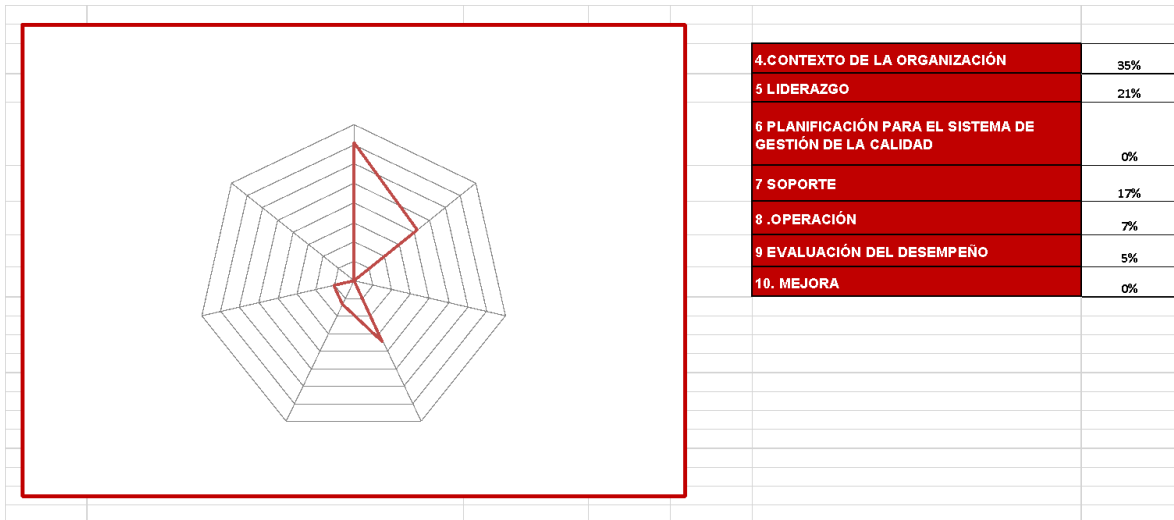 4.CONTEXTO DE LA ORGANIZACIÓN 35%
5 LIDERAZGO 21%
6 PLANIFICACIÓN PARA EL SISTEMA DE
GESTIÓN DE LA CALIDAD 0%
7 SOPORTE 17%
8 .OPERACIÓN 7%
9 EVALUACIÓN DEL DESEMPEÑO 5%
10. MEJORA 0%